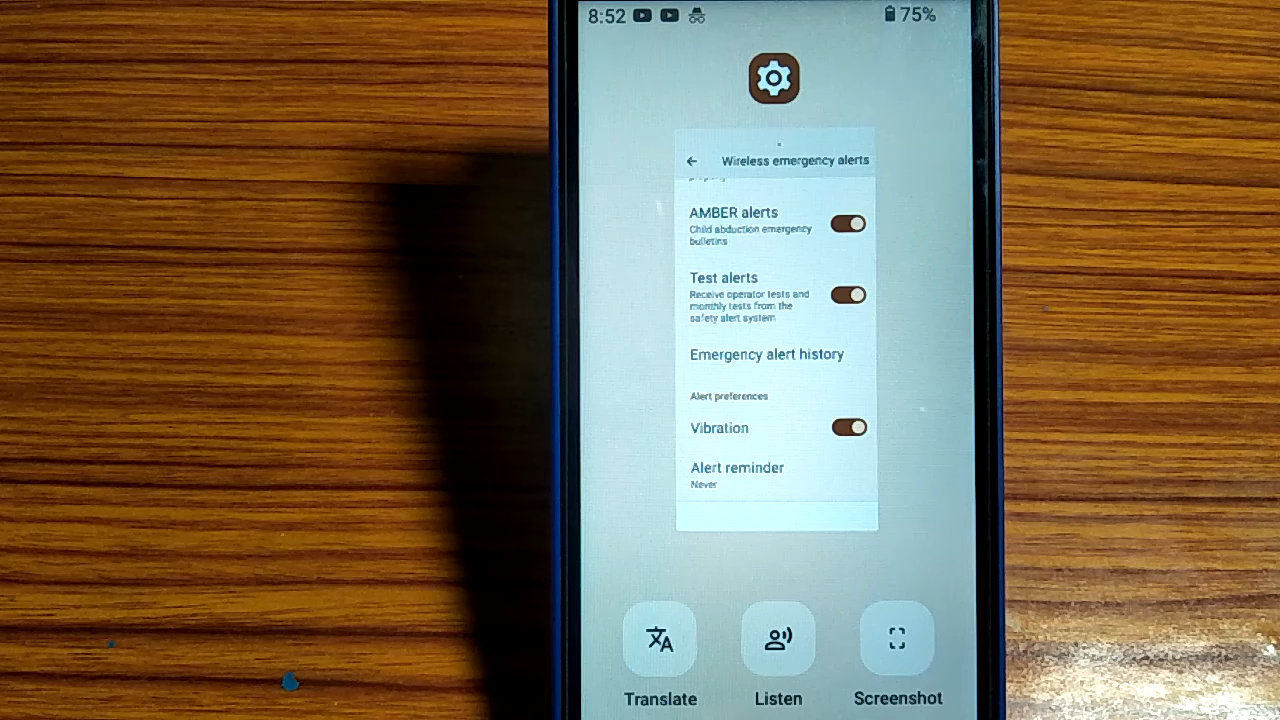 8:52 75%
Wireless emergency alerts
AMBER alerts
Child abduction emergency
bulletins
Test alerts
Receive operator tests and
monthly tests from the
safety alert system
Emergency alert history
Alert preferences
Vibration
Alert reminder
Never
Translate Listen Screenshot